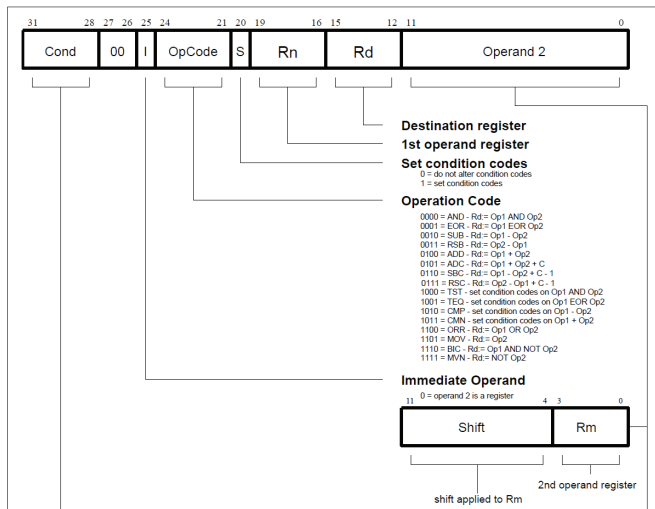 31 28 27 26 25 24 21 20 19 16 15 12 11 0
Cond 00 I OpCode S Rn Rd Operand 2
Destination register
1st operand register
Set condition codes
0 = do not alter condition codes
1 = set condition codes
Operation Code
0000 = AND - Rd:= Op1 AND Op2
0001 = EOR - Rd:= Op1 EOR Op2
0010 = SUB - Rd:= Op1 - Op2
0011 = RSB - Rd:= Op2 - Op1
0100 = ADD - Rd:= Op1 + Op2
0101 = ADC - Rd:= Op1 + Op2 + C
0110 = SBC - Rd:= Op1 - Op2 + C - 1
0111 = RSC - Rd:= Op2 - Op1 + C - 1
1000 = TST - set condition codes on Op1 AND Op2
1001 = TEQ - set condition codes on Op1 EOR Op2
1010 = CMP - set condition codes on Op1 - Op2
1011 = CMN - set condition codes on Op1 + Op2
1100 = ORR - Rd:= Op1 OR Op2
1101 = MOV - Rd:= Op2
1110 = BIC - Rd:= Op1 AND NOT Op2
1111 = MVN - Rd:= NOT Op2
Immediate Operand
0 = operand 2 is a register
11 4 3 0
Shift Rm
2nd operand register
shift applied to Rm